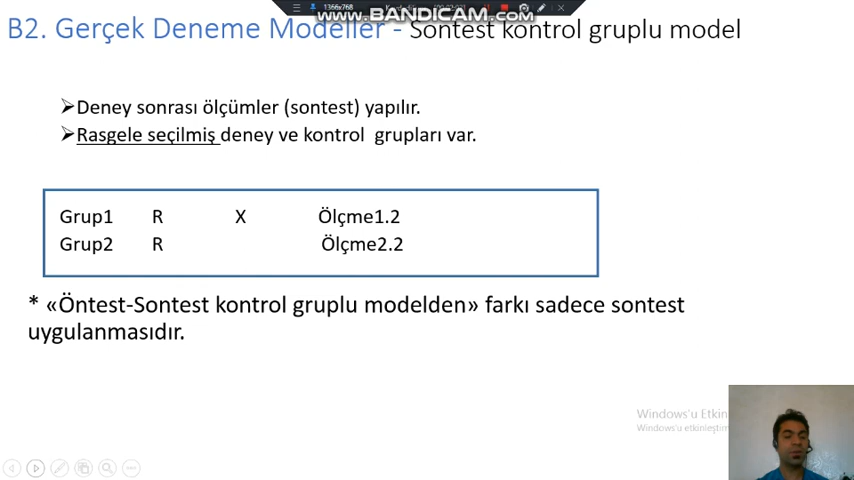 1366x768
www.BANDICAM.com
B2. Gerçek Deneme Modeller - Sontest kontrol gruplu model
➢Deney sonrası ölçümler (sontest) yapılır.
➢Rasgele seçilmiş deney ve kontrol grupları var.
Grup1 R X Ölçme1.2
Grup2 R Ölçme2.2
* «Öntest-Sontest kontrol gruplu modelden» farkı sadece sontest
uygulanmasıdır.
Windows'u Etkin
Windows'u etkinleştirm